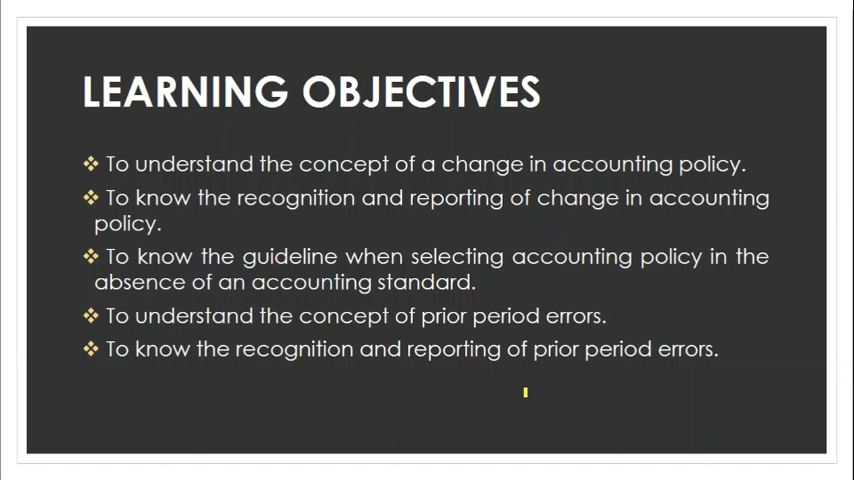 LEARNING OBJECTIVES
To understand the concept of a change in accounting policy.
To know the recognition and reporting of change in accounting
policy.
To know the guideline when selecting accounting policy in the
absence of an accounting standard.
To understand the concept of prior period errors.
To know the recognition and reporting of prior period errors.